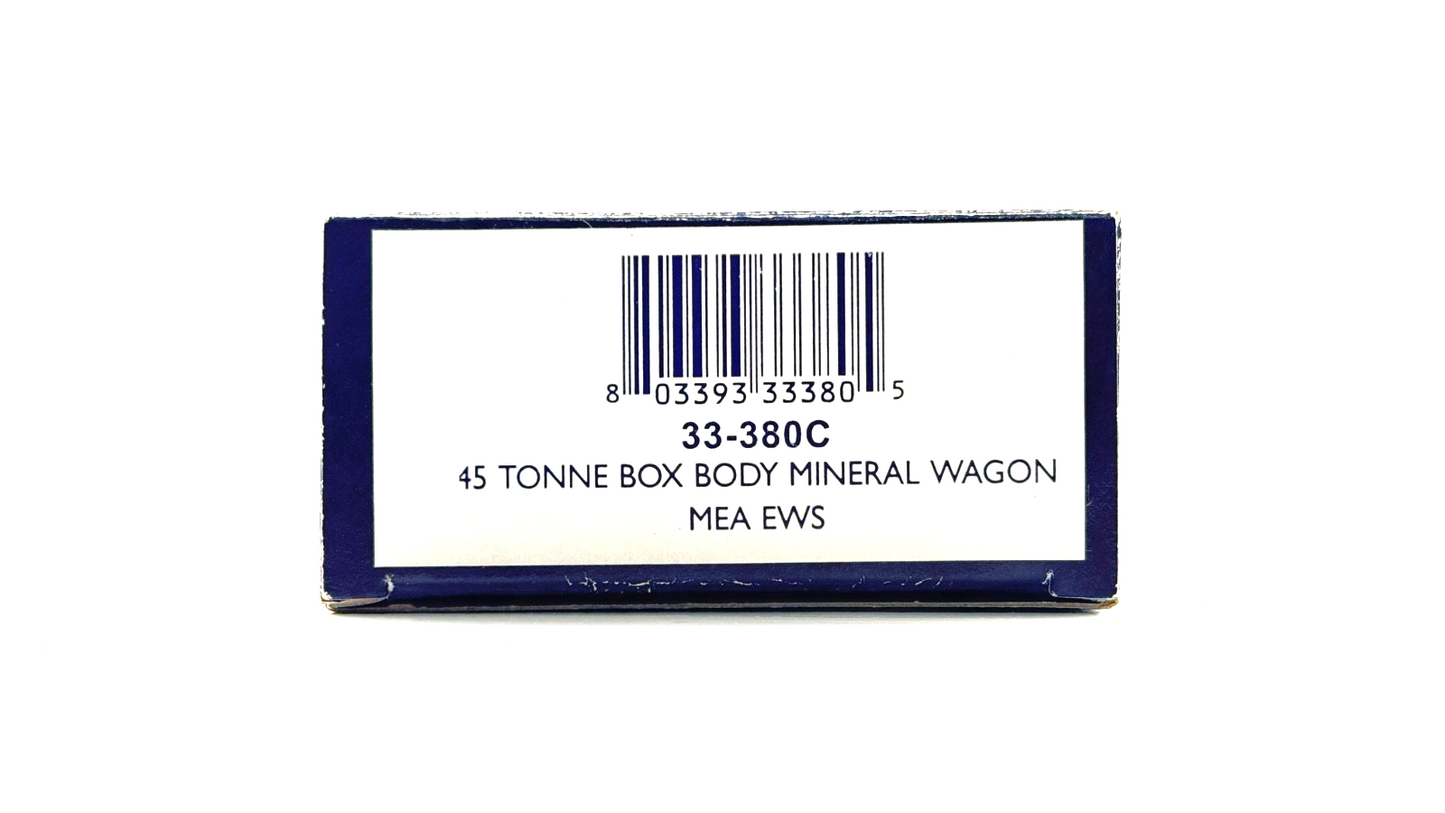 8 03393 33380 5
33-380C
45 TONNE BOX BODY MINERAL WAGON
MEA EWS